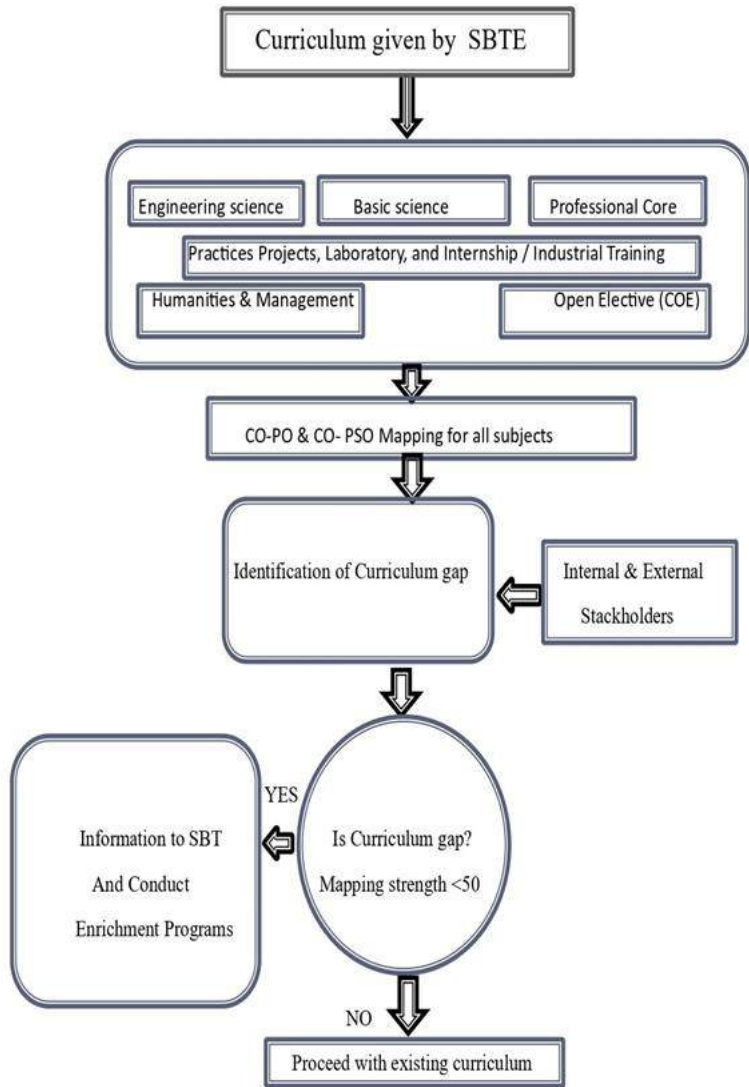 Curriculum given by SBTE
Engineering science
Basic science
Professional Core
Practices Projects, Laboratory, and Internship / Industrial Training
Humanities & Management
Open Elective (COE)
CO-PO & CO- PSO Mapping for all subjects
Identification of Curriculum gap
Internal & External
Stackholders
YES
Information to SBT
And Conduct
Enrichment Programs
Is Curriculum gap?
Mapping strength <50
NO
Proceed with existing curriculum